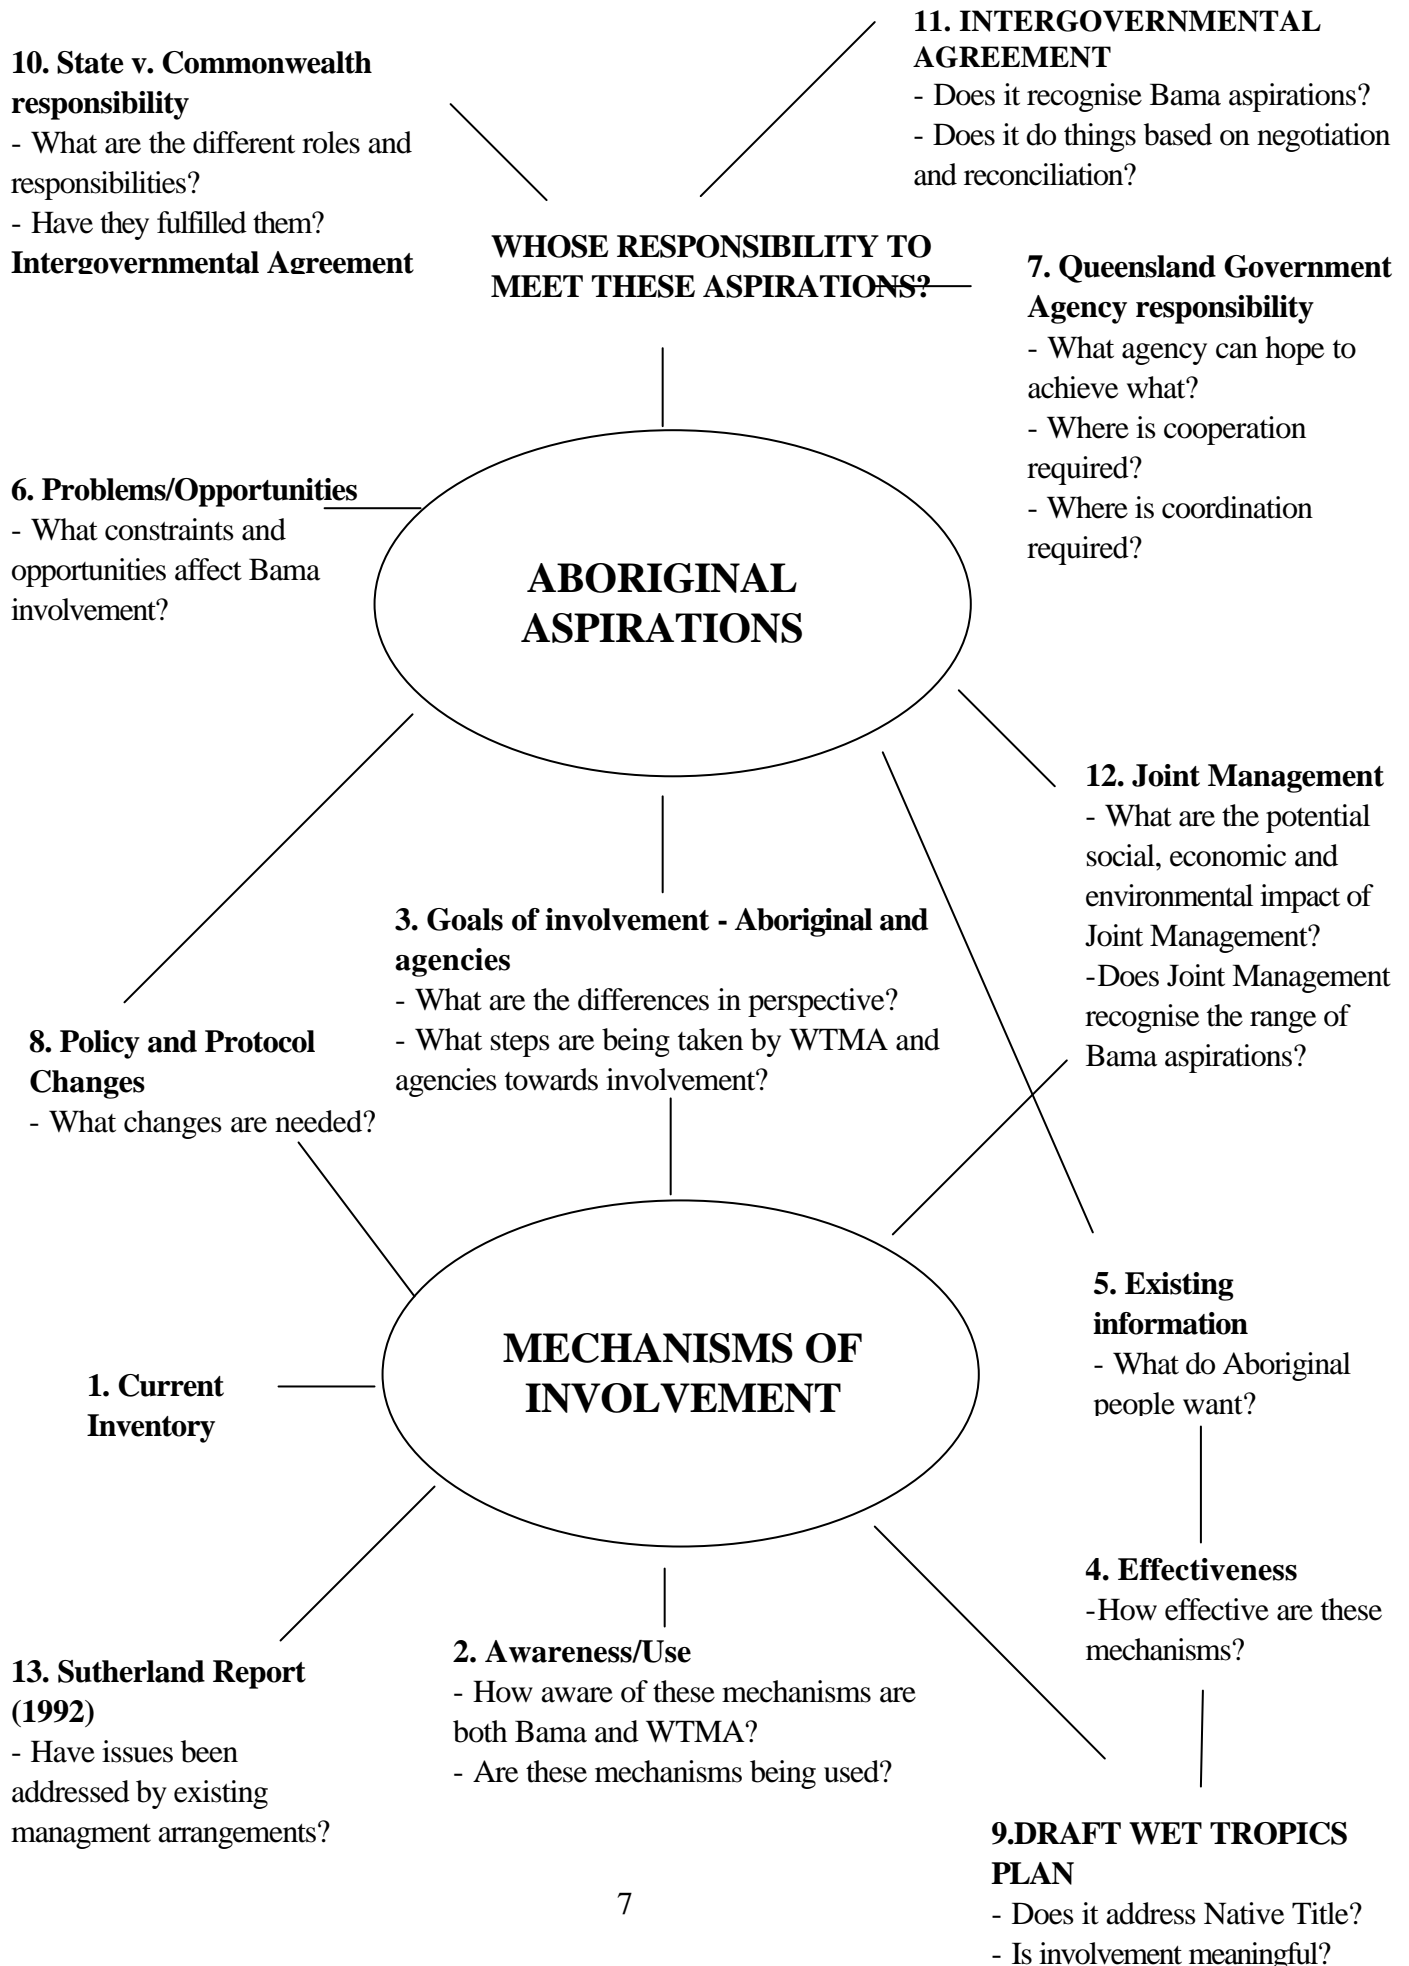 11. INTERGOVERNMENTAL
AGREEMENT
- Does it recognise Bama aspirations?
- Does it do things based on negotiation
and reconciliation?
10. State v. Commonwealth
responsibility
- What are the different roles and
responsibilities?
- Have they fulfilled them?
Intergovernmental Agreement
WHOSE RESPONSIBILITY TO
MEET THESE ASPIRATIONS?
7. Queensland Government
Agency responsibility
- What agency can hope to
achieve what?
- Where is cooperation
required?
- Where is coordination
required?
6. Problems/Opportunities
- What constraints and
opportunities affect Bama
involvement?
ABORIGINAL
ASPIRATIONS
12. Joint Management
- What are the potential
social, economic and
environmental impact of
Joint Management?
-Does Joint Management
recognise the range of
Bama aspirations?
3. Goals of involvement - Aboriginal and
agencies
- What are the differences in perspective?
- What steps are being taken by WTMA and
agencies towards involvement?
8. Policy and Protocol
Changes
- What changes are needed?
MECHANISMS OF
INVOLVEMENT
5. Existing
information
- What do Aboriginal
people want?
1. Current
Inventory
4. Effectiveness
-How effective are these
mechanisms?
13. Sutherland Report
(1992)
- Have issues been
addressed by existing
managment arrangements?
2. Awareness/Use
- How aware of these mechanisms are
both Bama and WTMA?
- Are these mechanisms being used?
9.DRAFT WET TROPICS
PLAN
- Does it address Native Title?
- Is involvement meaningful?
7